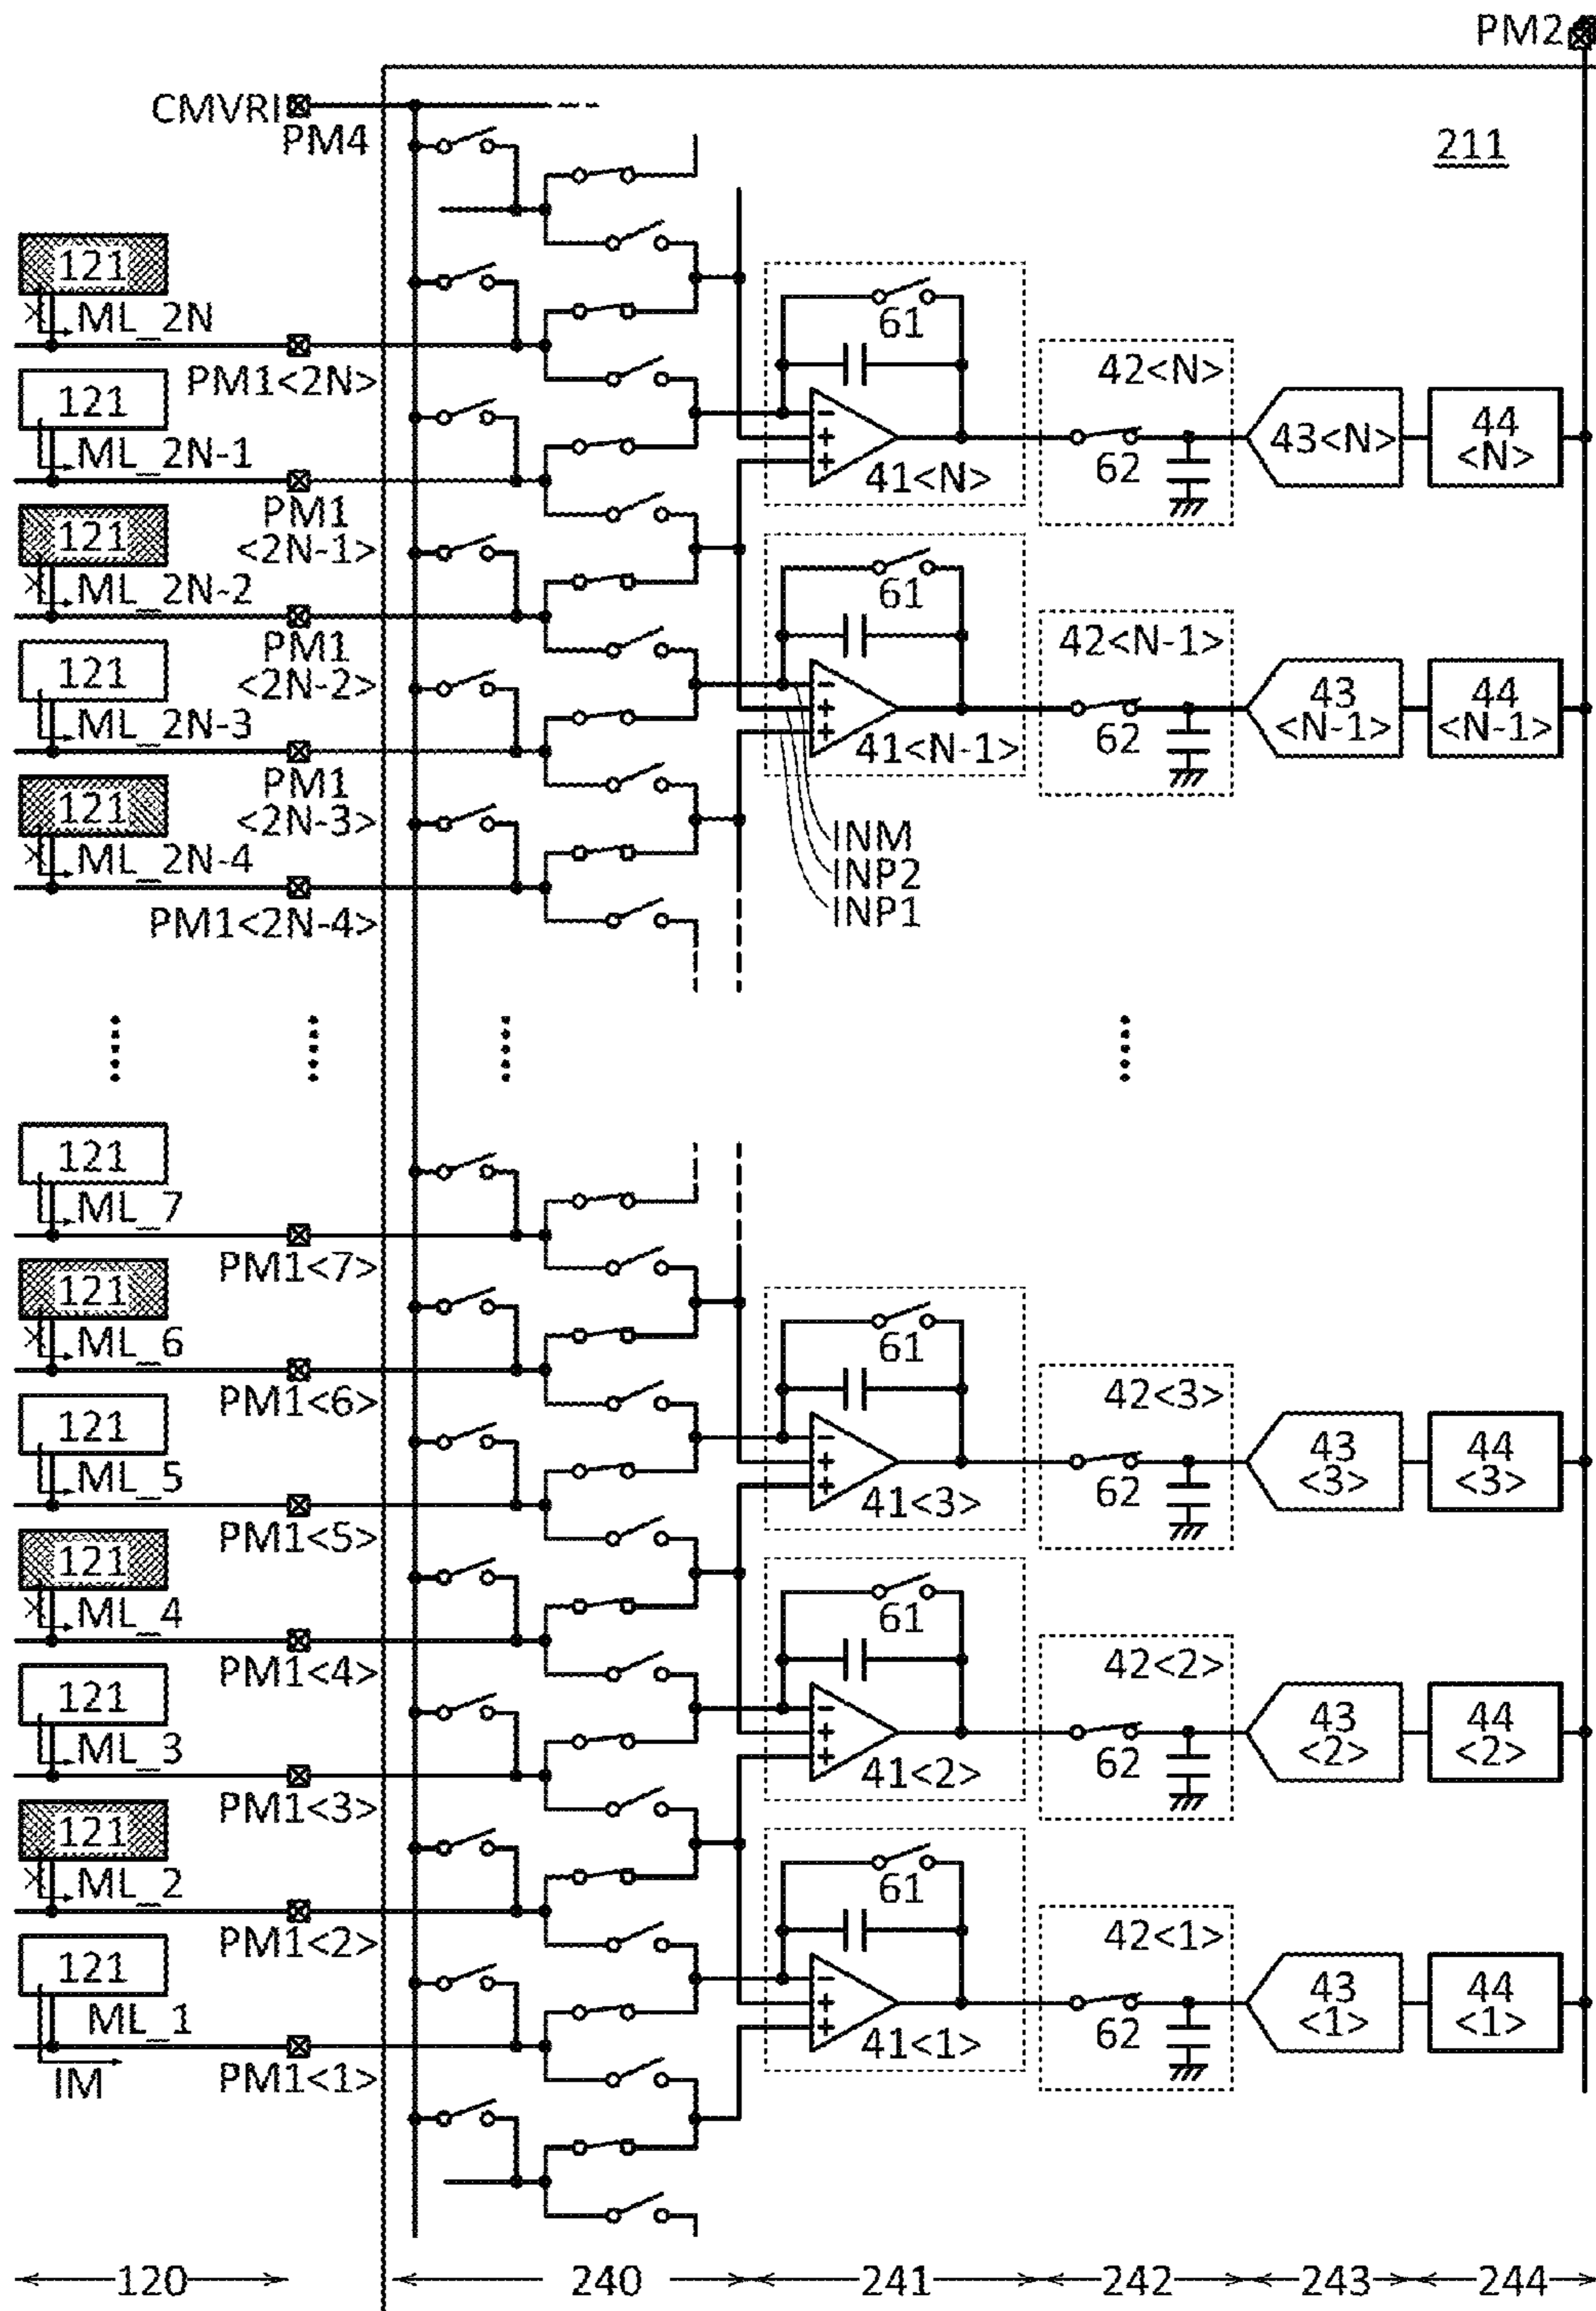 PM2
CMVRI
PM4
211
121
ML_2N
PM1<2N>
61
42<N>
121
ML_2N-1
41<N>
62
43<N>
44
<N>
PM1
<2N-1>
121
ML_2N-2
61
PM1
<2N-2>
42<N-1>
121
ML_2N-3
41<N-1>
62
43
<N-1>
44
<N-1>
PM1
<2N-3>
121
ML_2N-4
INM
INP2
INP1
PM1<2N-4>
121
ML_7
PM1<7>
121
ML_6
61
PM1<6>
42<3>
121
ML_5
41<3>
62
43
<3>
44
<3>
PM1<5>
121
ML_4
61
PM1<4>
42<2>
121
ML_3
41<2>
62
43
<2>
44
<2>
PM1<3>
121
ML_2
61
PM1<2>
42<1>
121
ML_1
41<1>
62
43
<1>
44
<1>
IM
PM1<1>
120
240
241
242
243
244